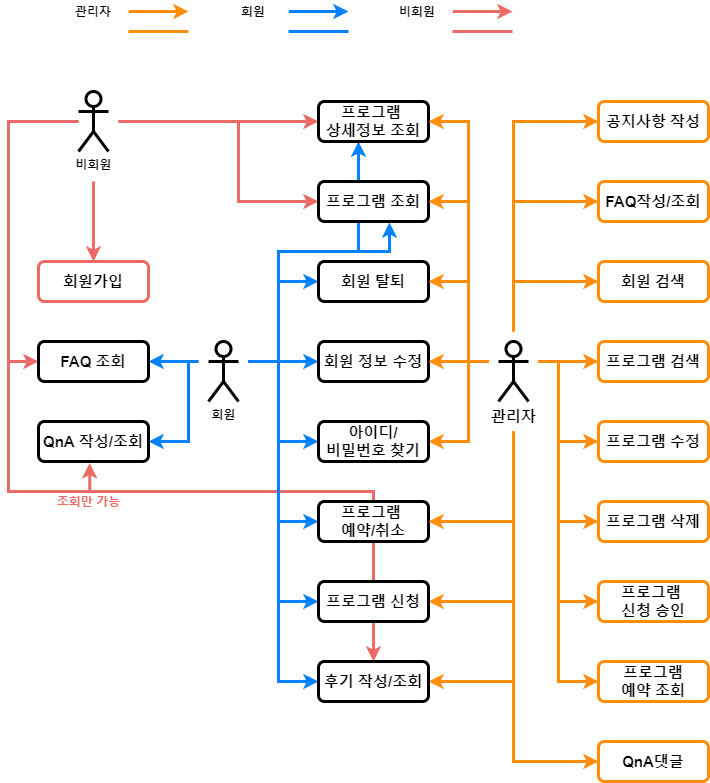 관리자
회원
비회원
비회원
프로그램
상세정보 조회
공지사항 작성
프로그램 조회
FAQ작성/조회
회원가입
회원 탈퇴
회원 검색
FAQ 조회
회원
회원 정보 수정
관리자
프로그램 검색
QnA 작성/조회
아이디/
비밀번호 찾기
프로그램 수정
조회만 가능
프로그램
예약/취소
프로그램 삭제
프로그램 신청
프로그램
신청 승인
후기 작성/조회
프로그램
예약 조회
QnA댓글